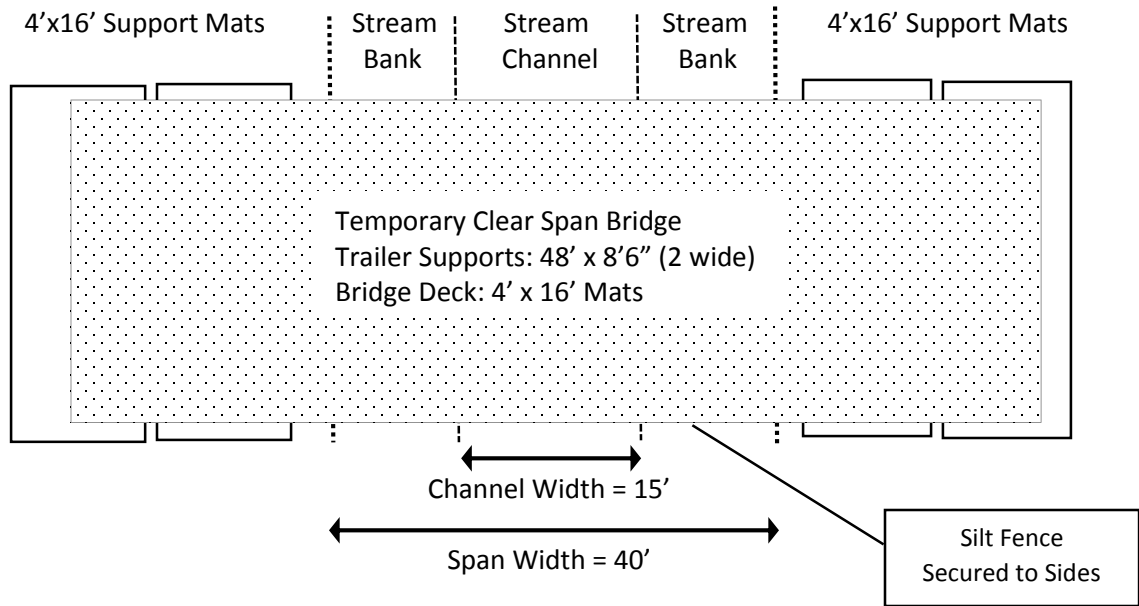 4’x16’ Support Mats
Stream
Bank
Stream
Channel
Stream
Bank
4’x16’ Support Mats
Temporary Clear Span Bridge
Trailer Supports: 48’ x 8’6” (2 wide)
Bridge Deck: 4’ x 16’ Mats
Channel Width = 15’
Span Width = 40’
Silt Fence
Secured to Sides